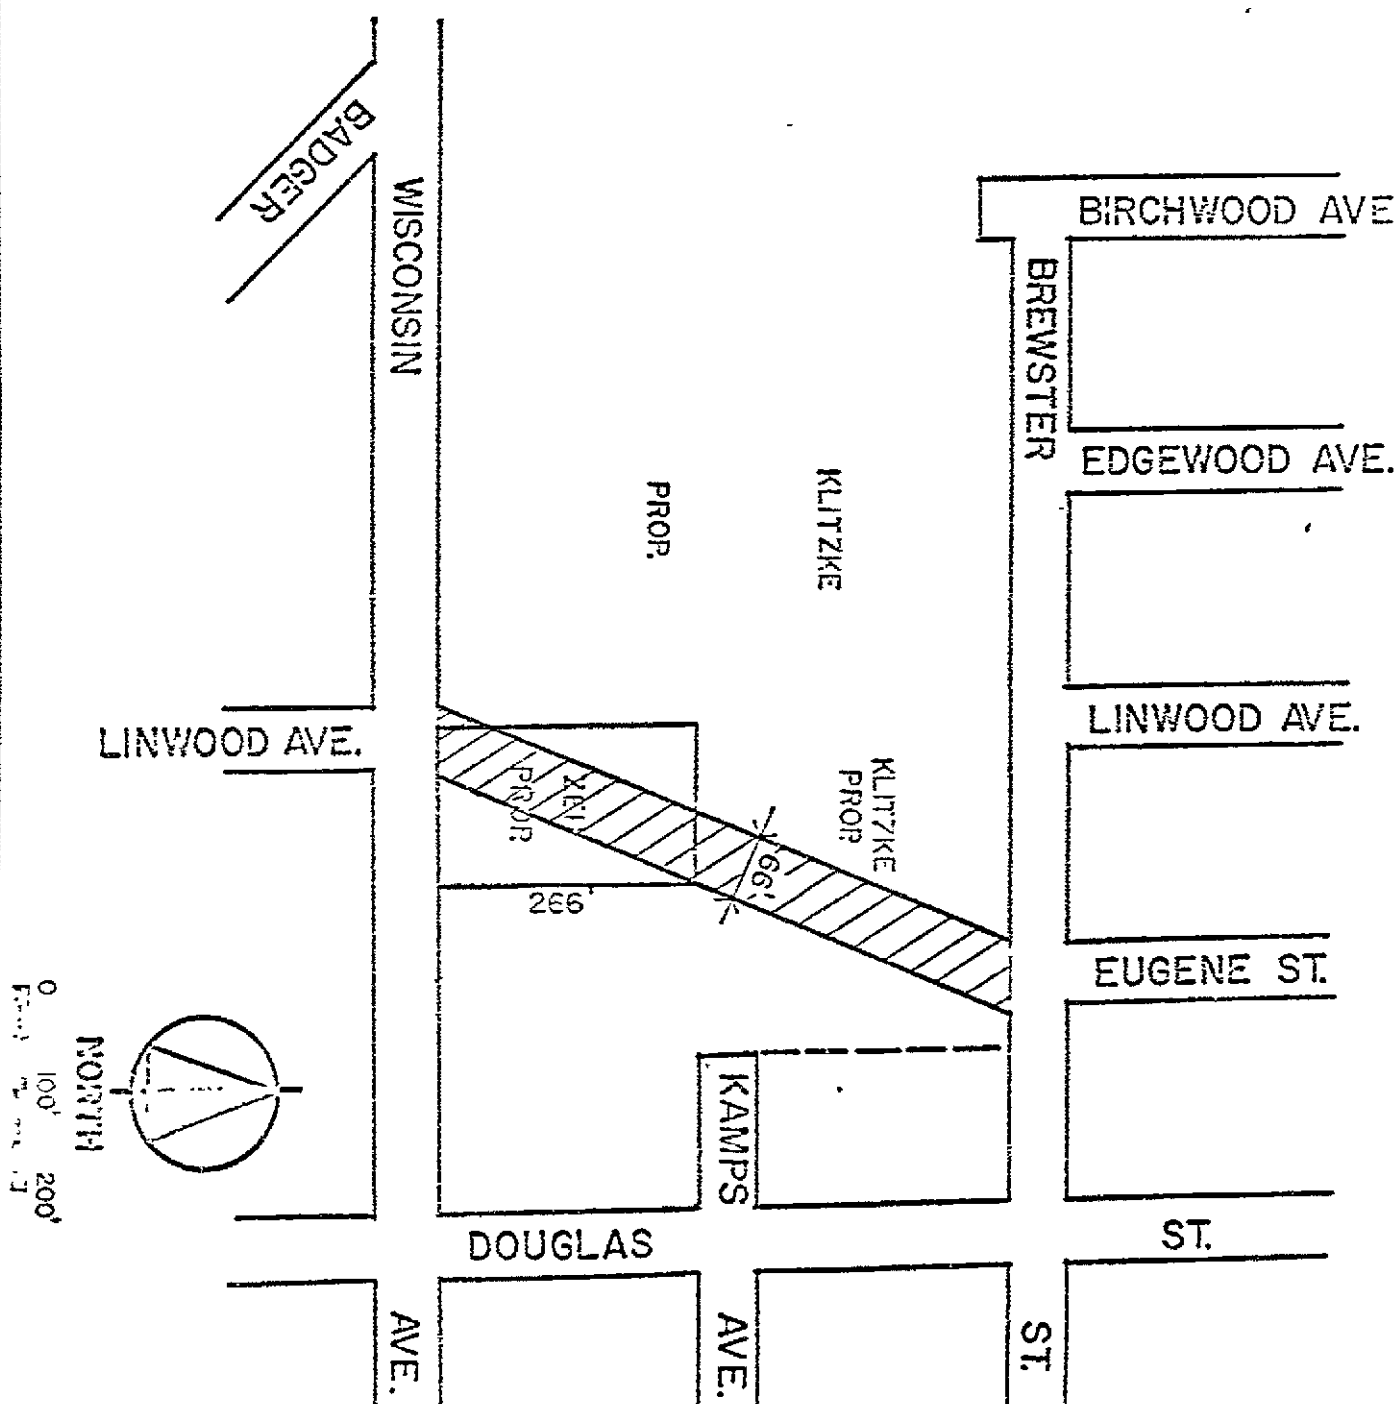 BADGER
WISCONSIN
BIRCHWOOD AVE
BREWSTER
EDGEWOOD AVE.
KLITZKE
PROP.
LINWOOD AVE.
LINWOOD AVE.
KLITZKE
PROP.
PROP.
66'
266'
EUGENE ST.
NORTH
0 100' 200'
KAMPS
DOUGLAS
ST.
AVE.
AVE.
ST.